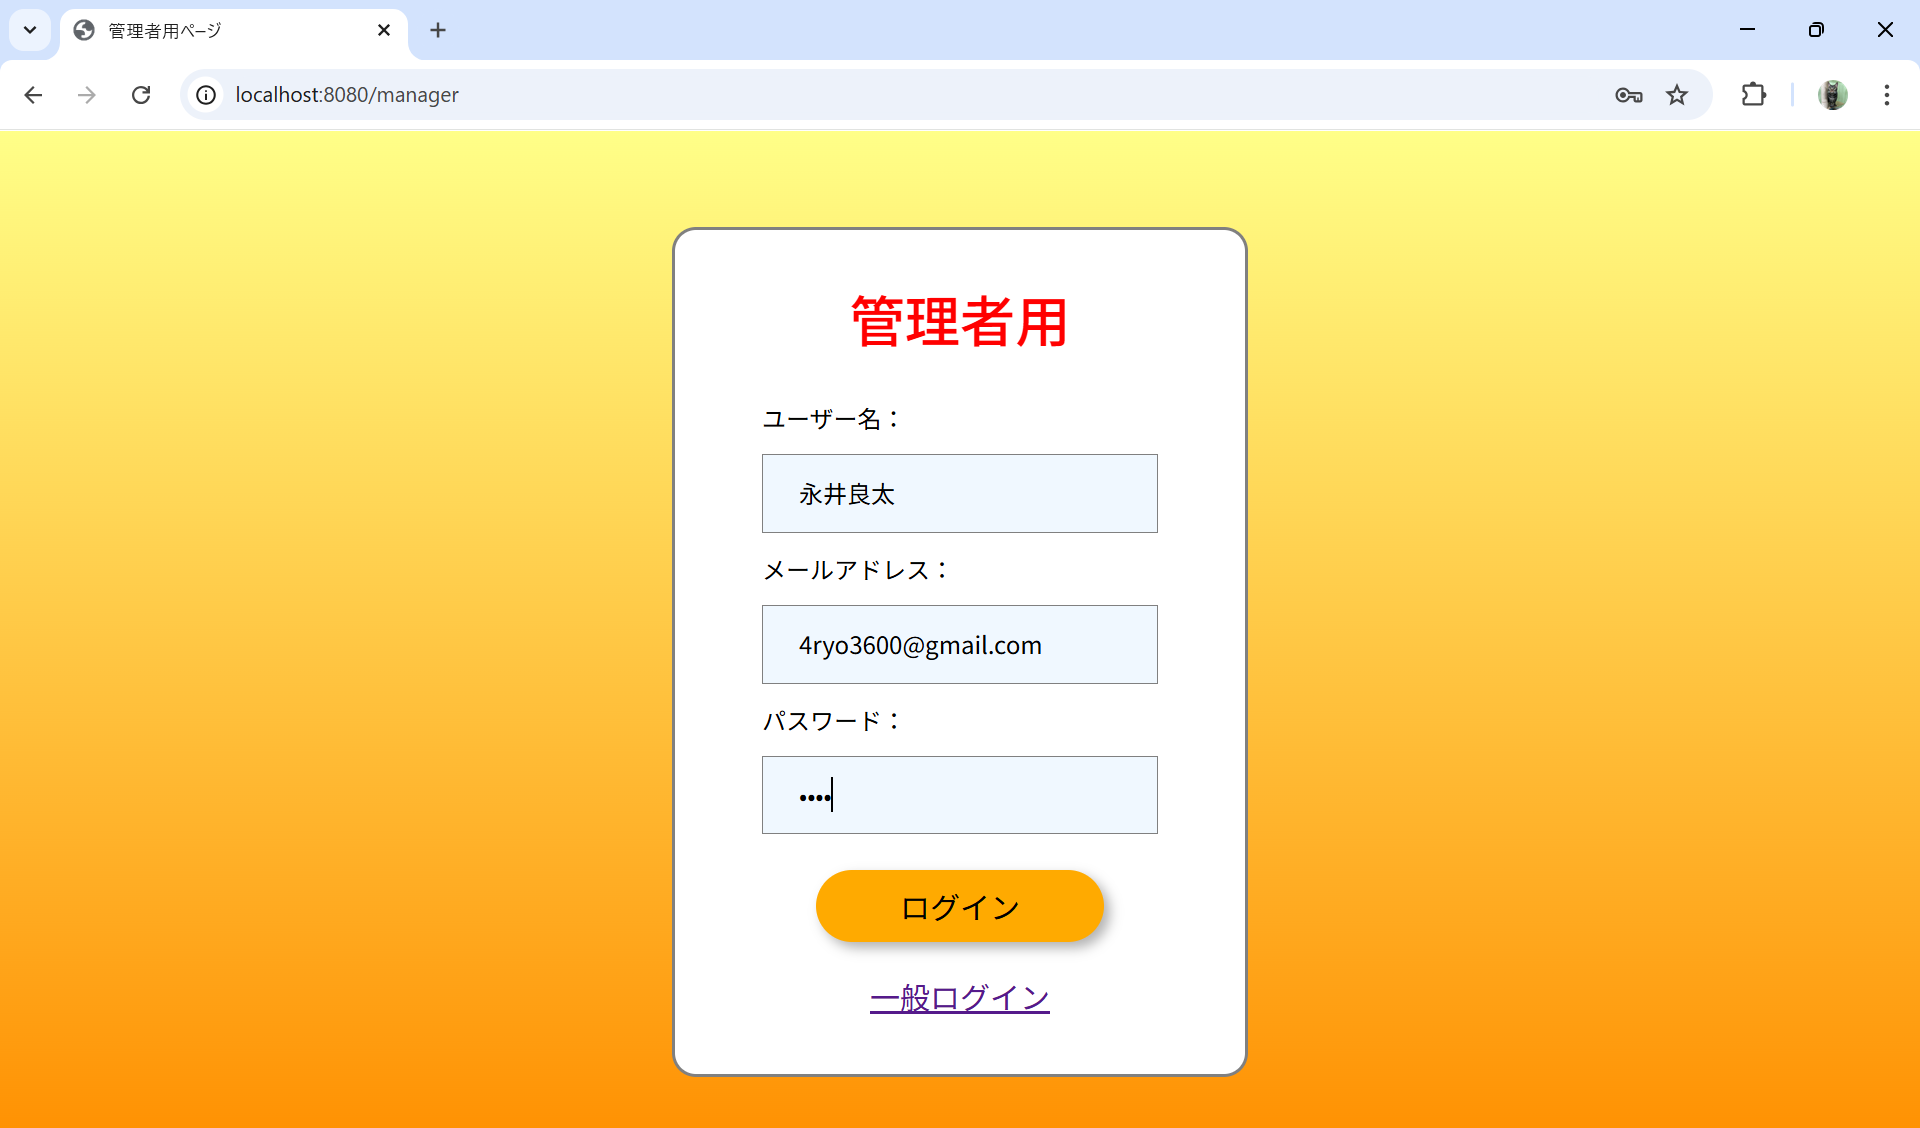 管理者用ページ
localhost:8080/manager
管理者用
ユーザー名：
永井良太
メールアドレス：
4ryo3600@gmail.com
パスワード：
••••
ログイン
一般ログイン